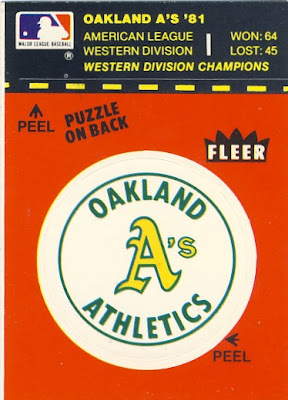 OAKLAND A'S '81
AMERICAN LEAGUE
WESTERN DIVISION
WON: 64
LOST: 45
WESTERN DIVISION CHAMPIONS
MAJOR LEAGUE BASEBALL
®
PEEL
PUZZLE
ON BACK
FLEER
OAKLAND
A's
ATHLETICS
PEEL